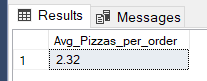 Results Messages
Avg_Pizzas_per_order
1 2.32